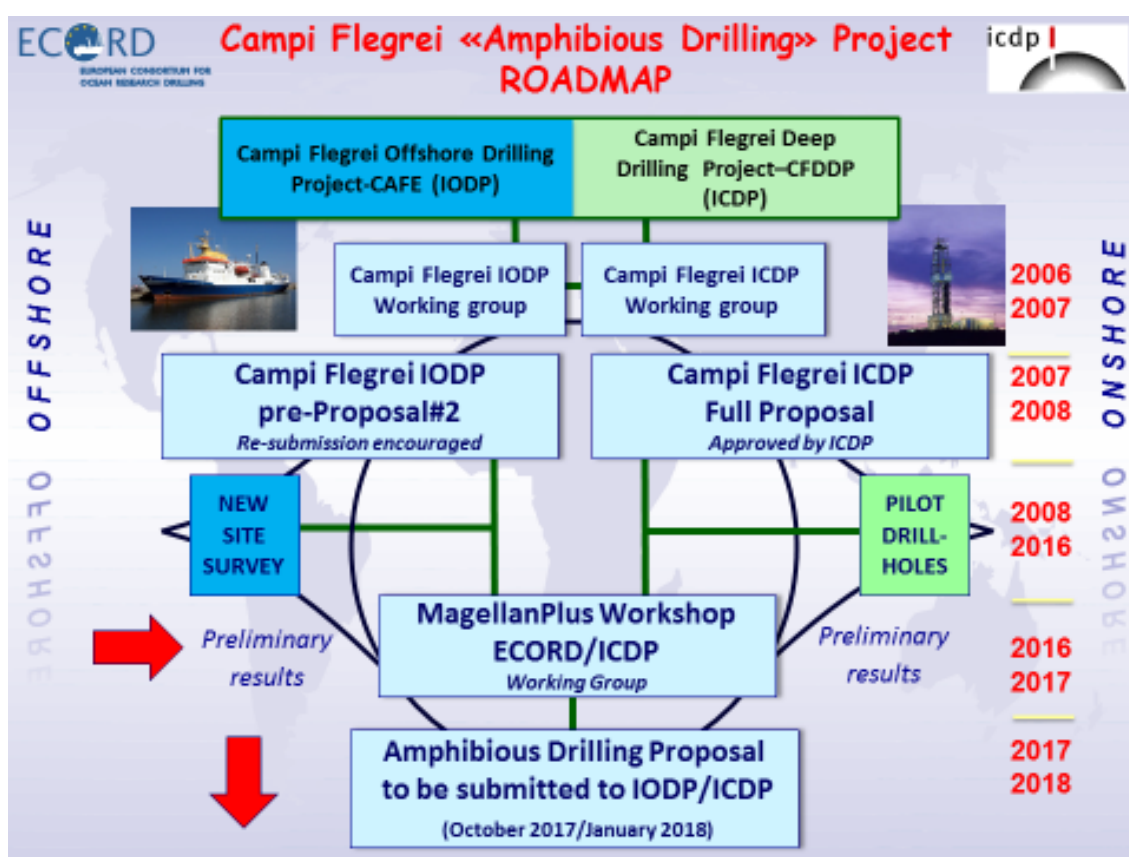 ECORD
EUROPEAN CONSORTIUM FOR
OCEAN RESEARCH DRILLING
Campi Flegrei «Amphibious Drilling» Project
ROADMAP
icdp
Campi Flegrei Offshore Drilling
Project-CAFE (IODP)
Campi Flegrei Deep
Drilling Project–CFDDP
(ICDP)
OFFSHORE
ONSHORE
Campi Flegrei IODP
Working group
Campi Flegrei ICDP
Working group
2006
2007
Campi Flegrei IODP
pre-Proposal#2
Re-submission encouraged
Campi Flegrei ICDP
Full Proposal
Approved by ICDP
2007
2008
OFFSHORE
ONSHORE
NEW
SITE
SURVEY
PILOT
DRILL-
HOLES
2008
2016
Preliminary
results
MagellanPlus Workshop
ECORD/ICDP
Working Group
Preliminary
results
2016
2017
Amphibious Drilling Proposal
to be submitted to IODP/ICDP
(October 2017/January 2018)
2017
2018